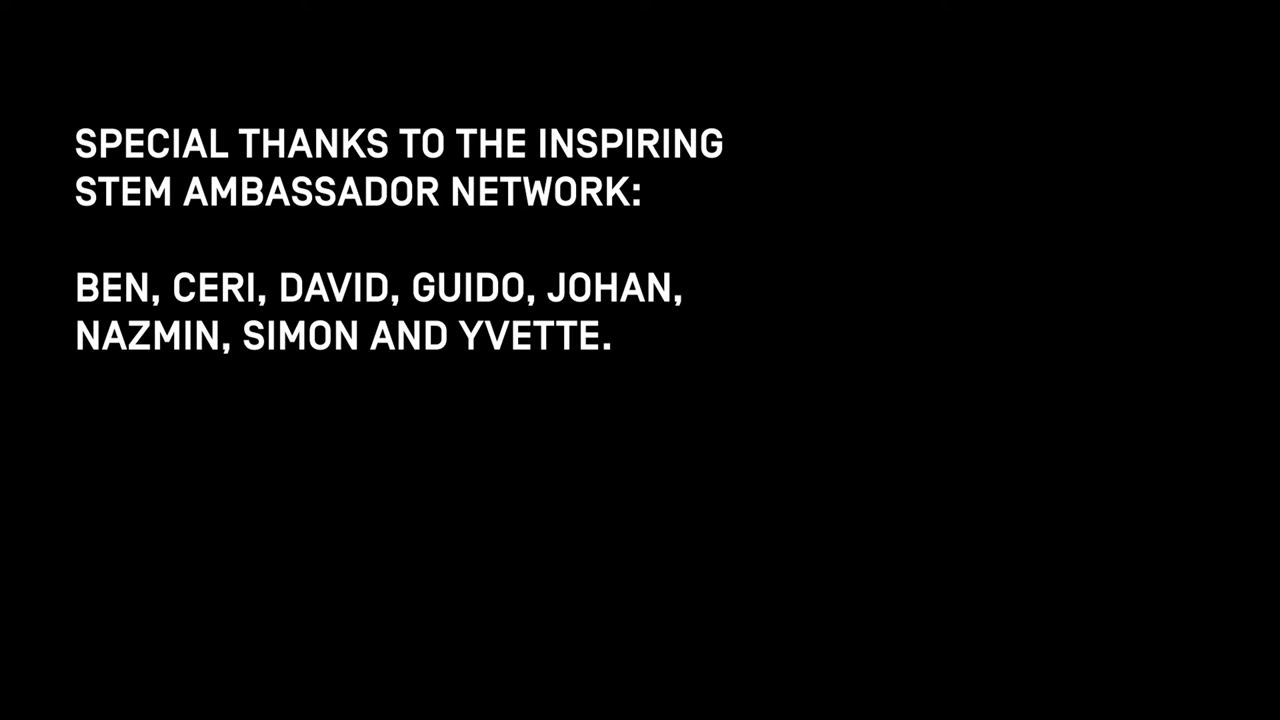 SPECIAL THANKS TO THE INSPIRING
STEM AMBASSADOR NETWORK:
BEN, CERI, DAVID, GUIDO, JOHAN,
NAZMIN, SIMON AND YVETTE.